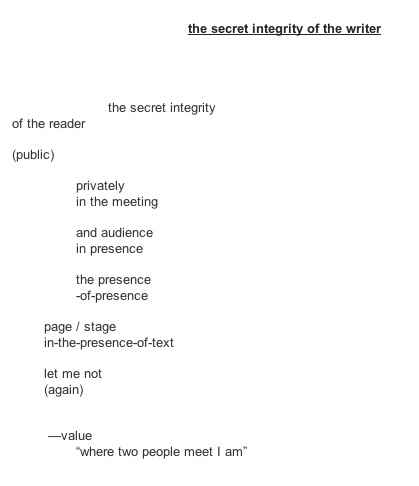 the secret integrity of the writer
the secret integrity
of the reader
(public)
privately
in the meeting
and audience
in presence
the presence
-of-presence
page / stage
in-the-presence-of-text
let me not
(again)
—value
“where two people meet I am”